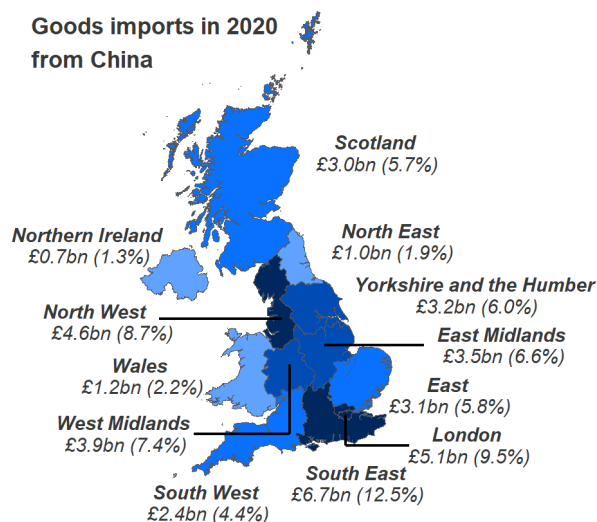 Goods imports in 2020
from China
Scotland
£3.0bn (5.7%)
Northern Ireland
£0.7bn (1.3%)
North East
£1.0bn (1.9%)
Yorkshire and the Humber
£3.2bn (6.0%)
North West
£4.6bn (8.7%)
East Midlands
£3.5bn (6.6%)
Wales
£1.2bn (2.2%)
East
£3.1bn (5.8%)
West Midlands
£3.9bn (7.4%)
London
£5.1bn (9.5%)
South East
£6.7bn (12.5%)
South West
£2.4bn (4.4%)